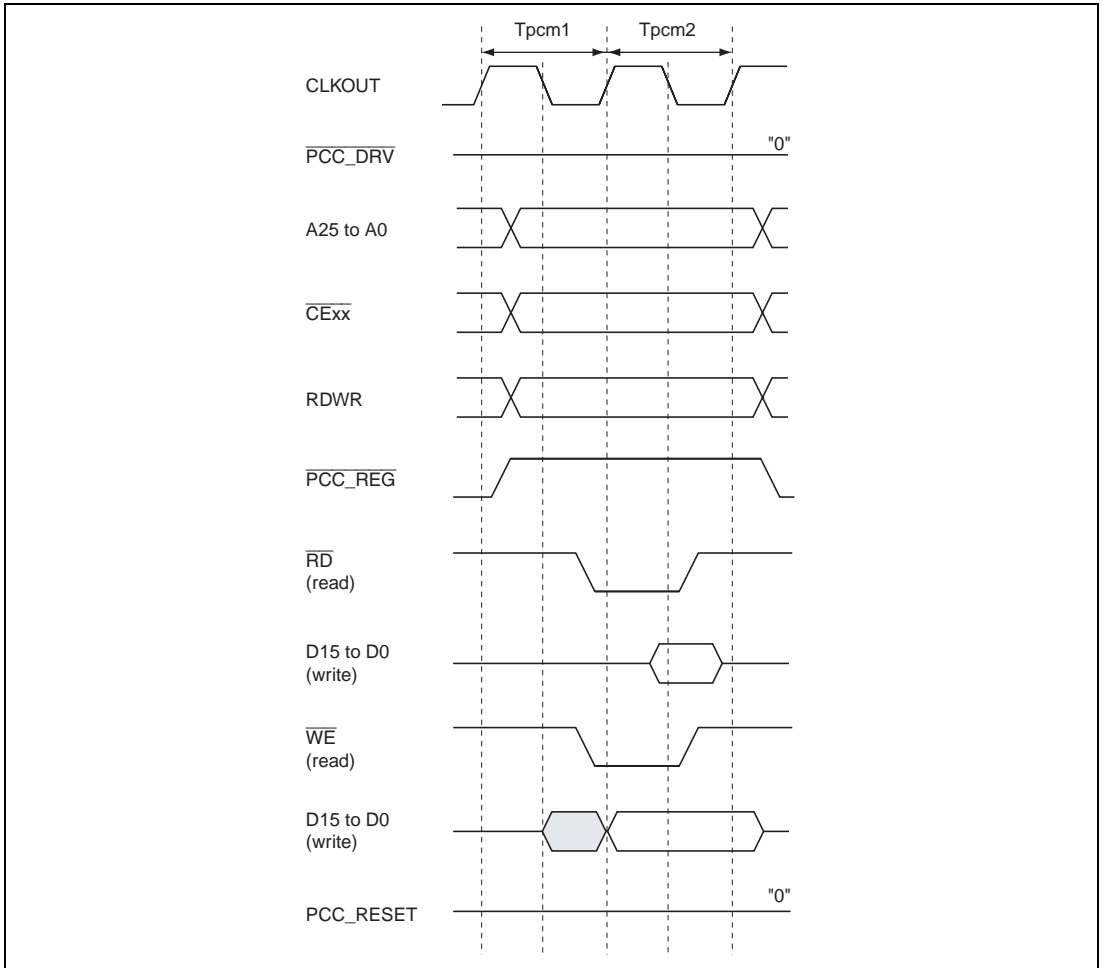 Tpcm1 Tpcm2
CLKOUT
PCC_DRV "0"
A25 to A0
CExx
RDWR
PCC_REG
RD
(read)
D15 to D0
(write)
WE
(read)
D15 to D0
(write)
PCC_RESET "0"